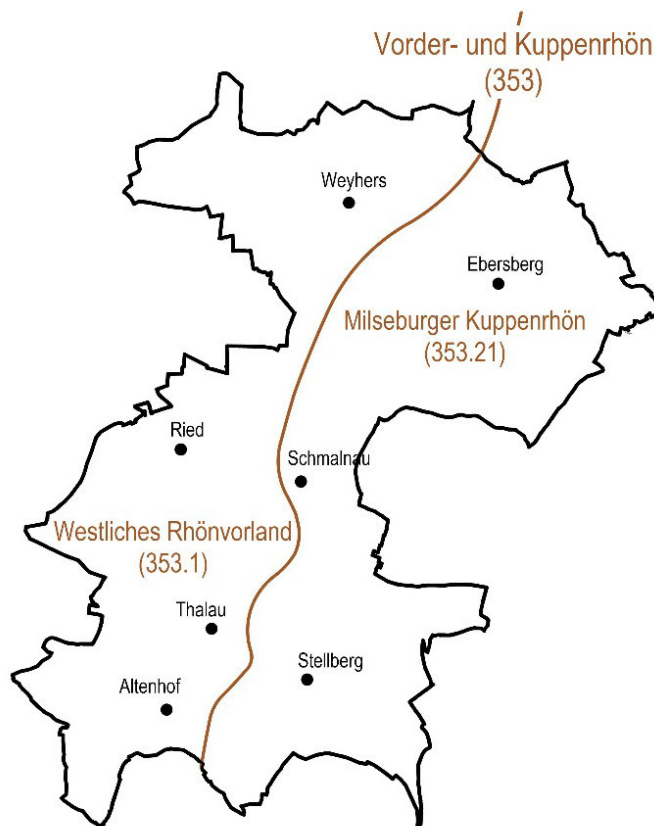 Vorder- und Kuppenrhön
(353)
Weyhers
Ebersberg
Milseburger Kuppenrhön
(353.21)
Ried
Schmalnau
Westliches Rhönvorland
(353.1)
Thalau
Stellberg
Altenhof